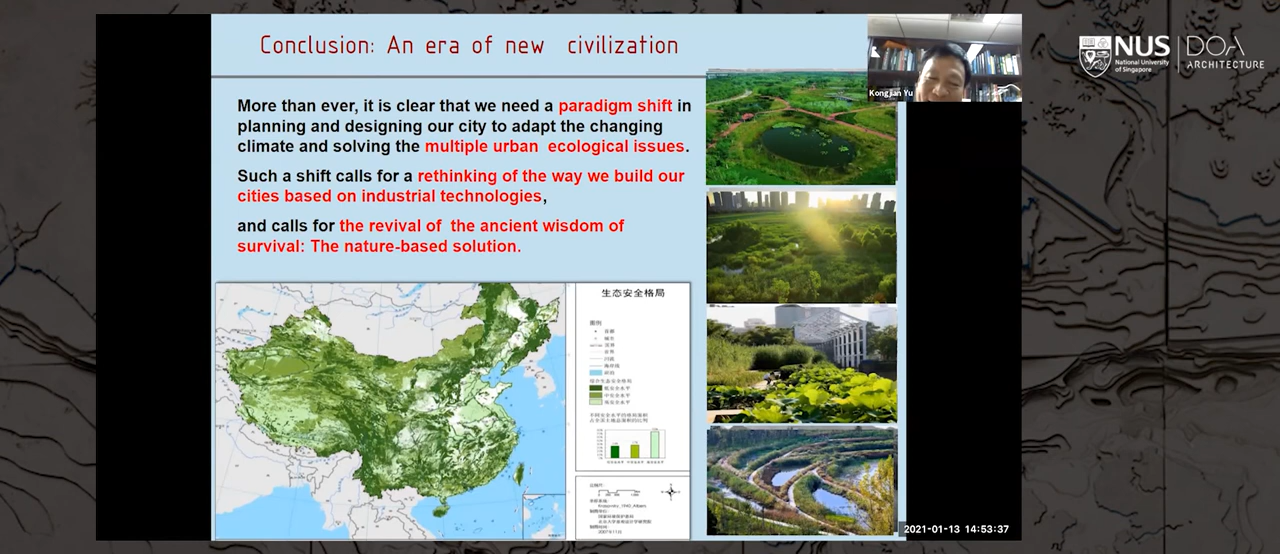 Conclusion: An era of new civilization
More than ever, it is clear that we need a paradigm shift in
planning and designing our city to adapt the changing
climate and solving the multiple urban ecological issues.
Such a shift calls for a rethinking of the way we build our
cities based on industrial technologies,
and calls for the revival of the ancient wisdom of
survival: The nature-based solution.
生态安全格局
图例
Kongjian Yu
NUS
National University
of Singapore
DOA
ARCHITECTURE
2021-01-13 14:53:37